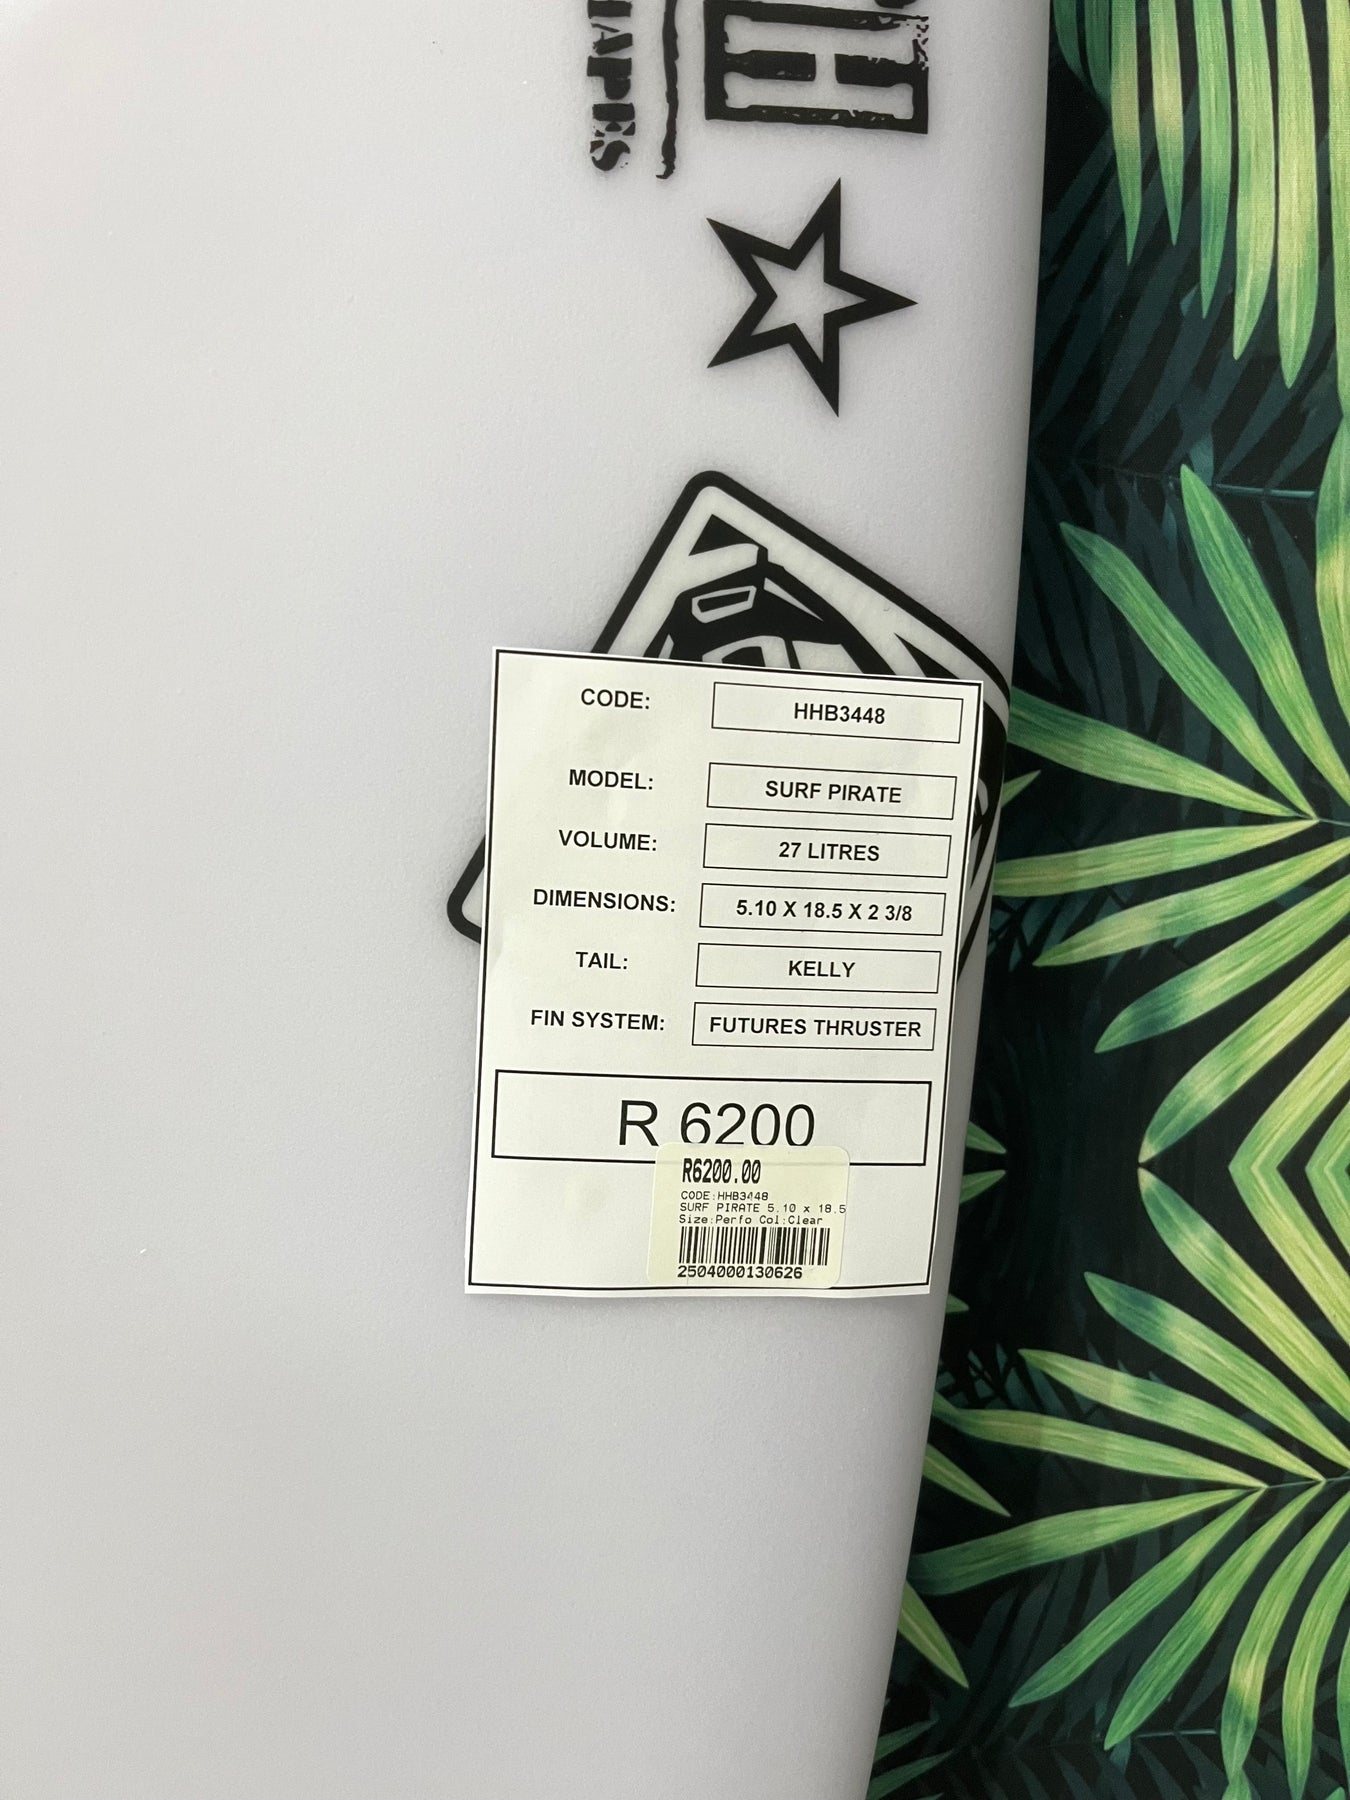 H
APES
CODE: HHB3448
MODEL: SURF PIRATE
VOLUME: 27 LITRES
DIMENSIONS: 5.10 X 18.5 X 2 3/8
TAIL: KELLY
FIN SYSTEM: FUTURES THRUSTER
R 6200
R6200.00
CODE:HHB3448
SURF PIRATE 5.10 x 18.5
Size:Perfo Col:Clear
2504000130626